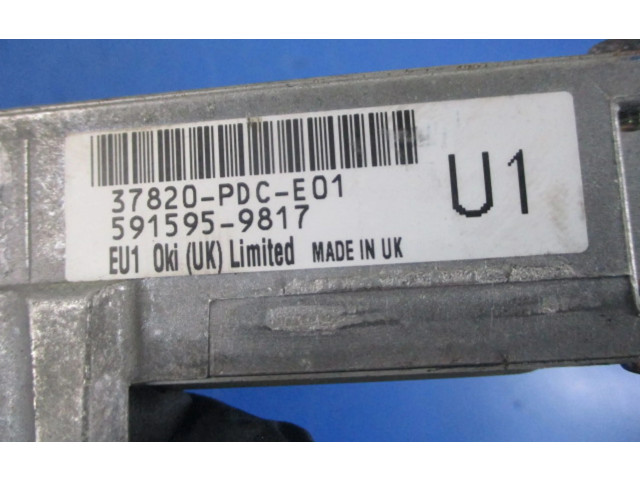 37820-PDC-E01
591595-9817
EU1 Oki (UK) Limited MADE IN UK
U1